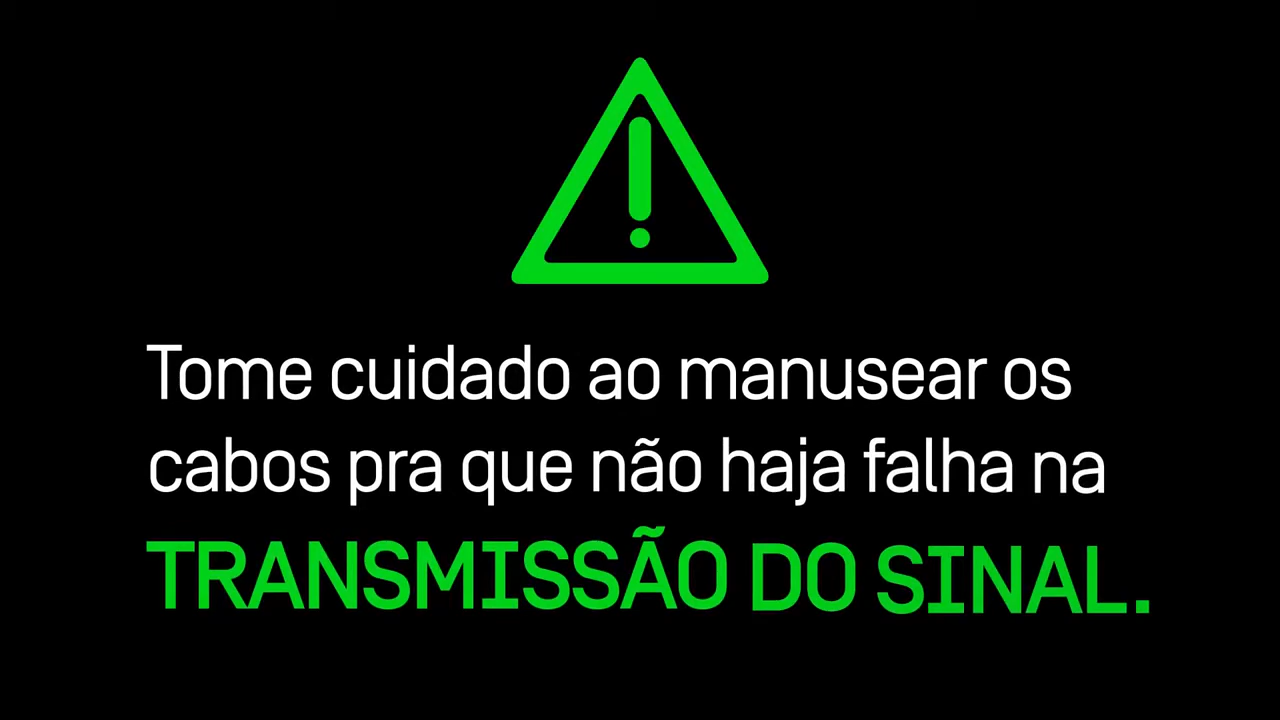 Tome cuidado ao manusear os
cabos pra que não haja falha na
TRANSMISSÃO DO SINAL.